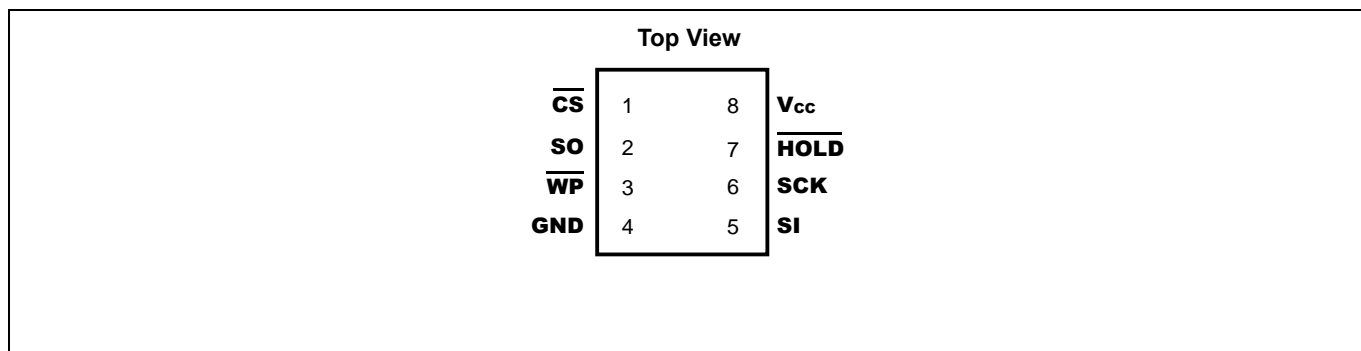 Top View
CS 1 8 Vcc
SO 2 7 HOLD
WP 3 6 SCK
GND 4 5 SI